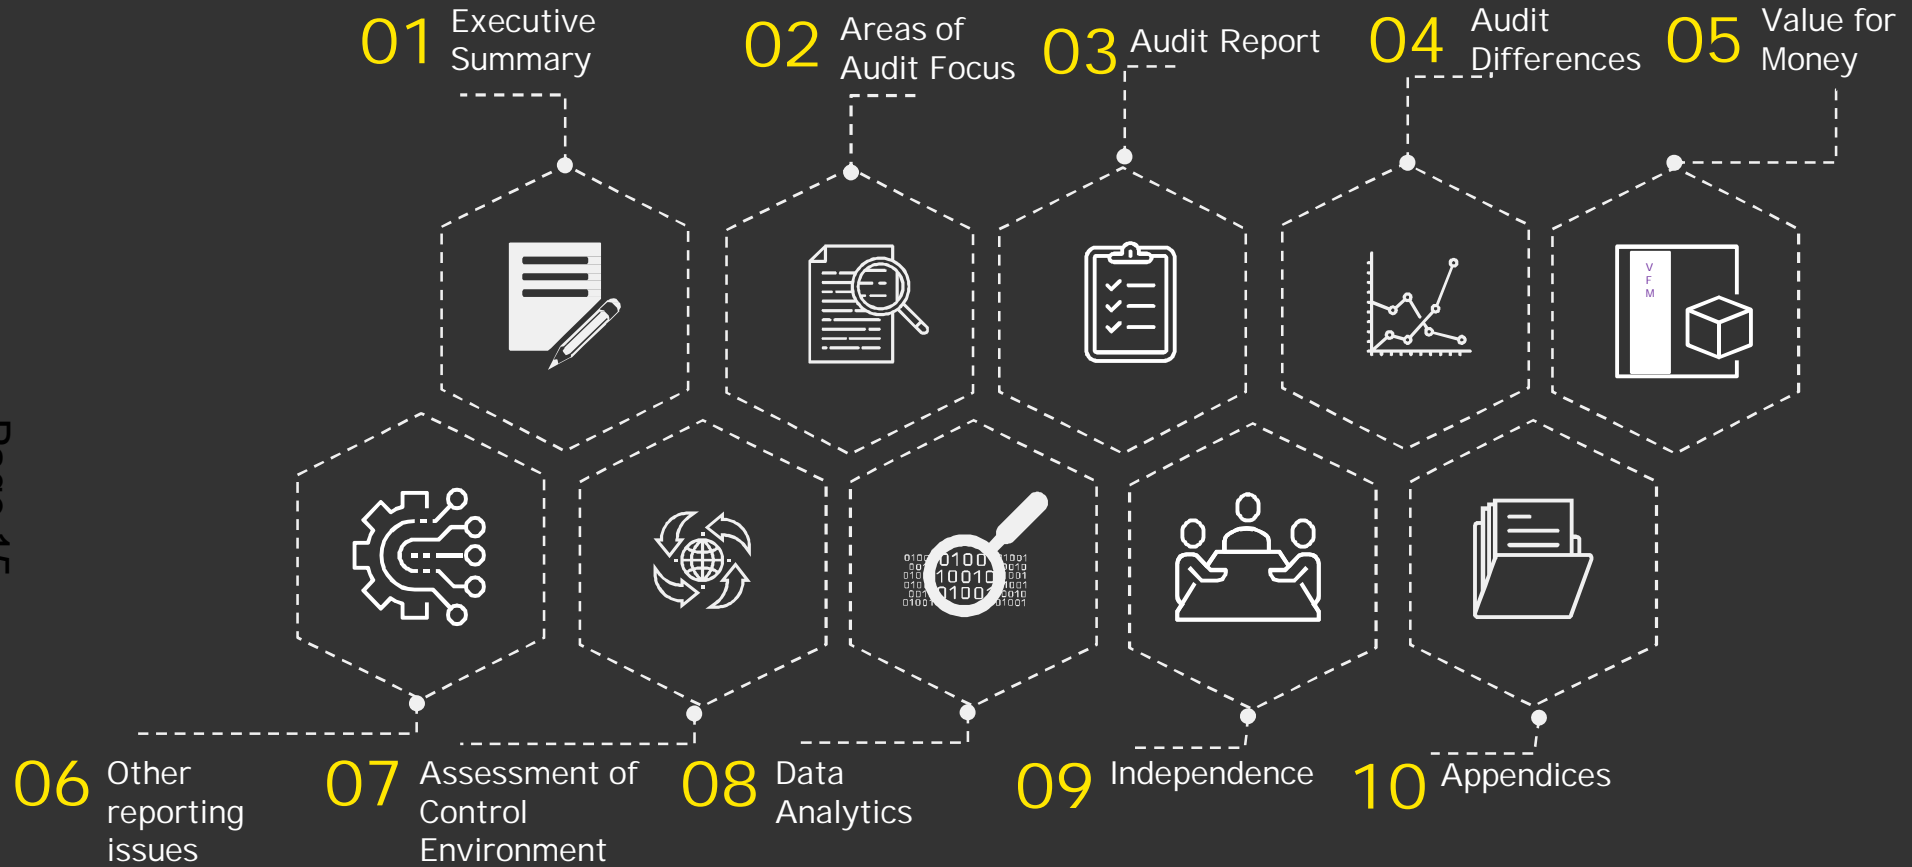 01 Executive
Summary
02 Areas of
Audit Focus
03 Audit Report
04 Audit
Differences
05 Value for
Money
V
F
M
06 Other
reporting
issues
07 Assessment of
Control
Environment
08 Data
Analytics
09 Independence
10 Appendices